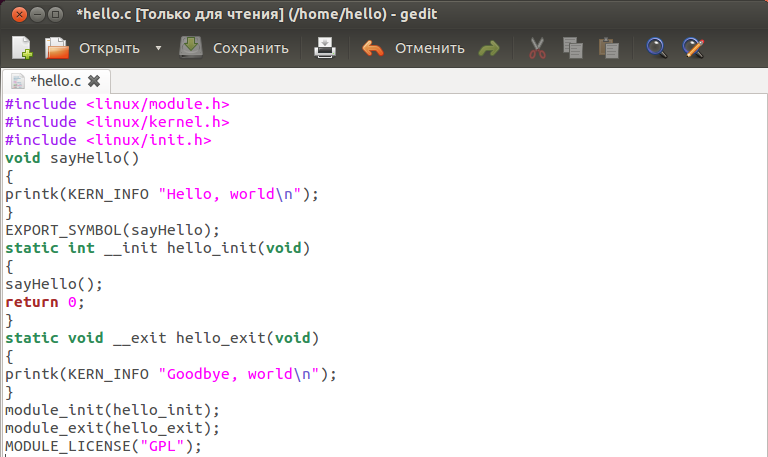 *hello.c [Только для чтения] (/home/hello) - gedit
Открыть Сохранить Отменить
*hello.c
#include <linux/module.h>
#include <linux/kernel.h>
#include <linux/init.h>
void sayHello()
{
printk(KERN_INFO "Hello, world\n");
}
EXPORT_SYMBOL(sayHello);
static int __init hello_init(void)
{
sayHello();
return 0;
}
static void __exit hello_exit(void)
{
printk(KERN_INFO "Goodbye, world\n");
}
module_init(hello_init);
module_exit(hello_exit);
MODULE_LICENSE("GPL");